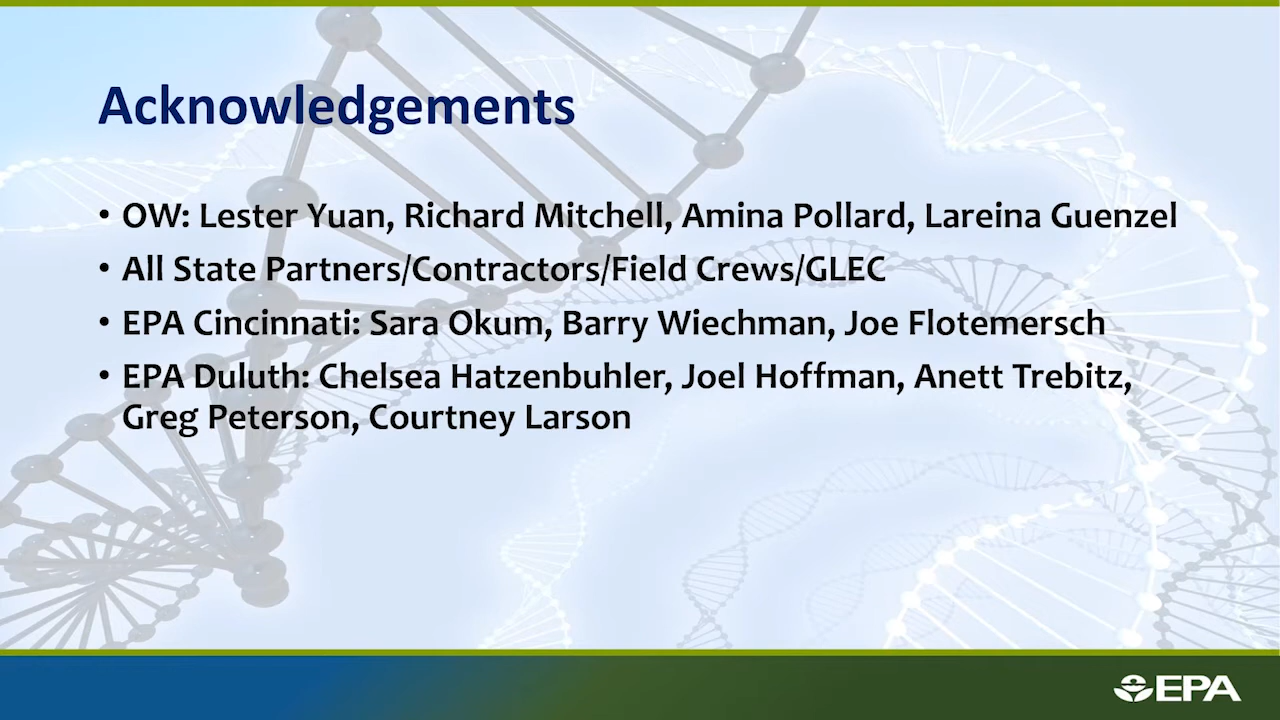 Acknowledgements
• OW: Lester Yuan, Richard Mitchell, Amina Pollard, Lareina Guenzel
• All State Partners/Contractors/Field Crews/GLEC
• EPA Cincinnati: Sara Okum, Barry Wiechman, Joe Flotemersch
• EPA Duluth: Chelsea Hatzenbuhler, Joel Hoffman, Anett Trebitz,
Greg Peterson, Courtney Larson
EPA